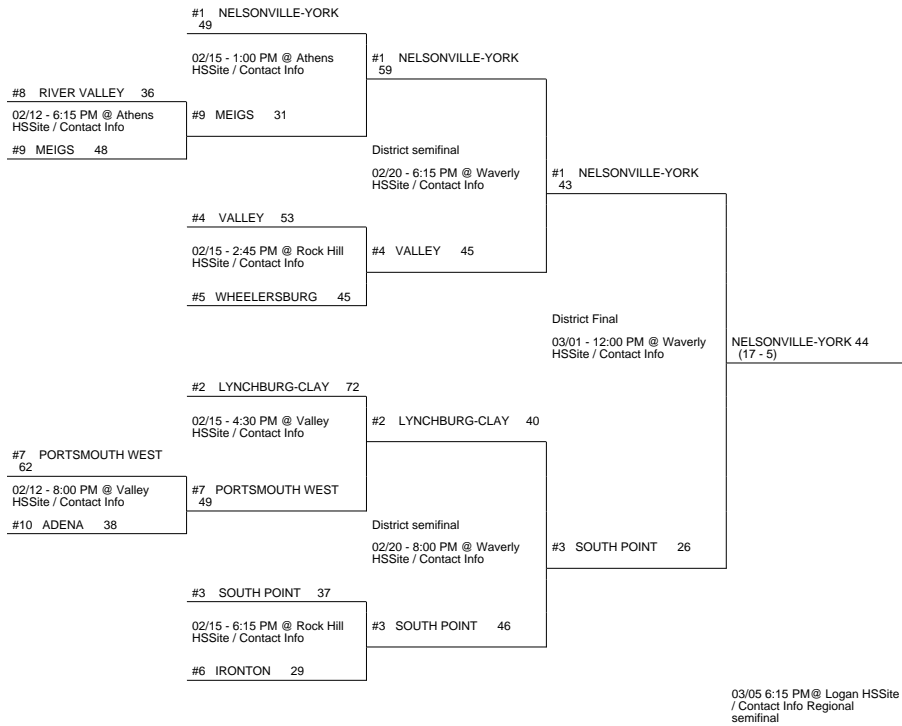 #1 NELSONVILLE-YORK
49
02/15 - 1:00 PM @ Athens
HSSite / Contact Info
#1 NELSONVILLE-YORK
59
#8 RIVER VALLEY 36
02/12 - 6:15 PM @ Athens
HSSite / Contact Info
#9 MEIGS 31
#9 MEIGS 48
District semifinal
02/20 - 6:15 PM @ Waverly
HSSite / Contact Info
#1 NELSONVILLE-YORK
43
#4 VALLEY 53
02/15 - 2:45 PM @ Rock Hill
HSSite / Contact Info
#4 VALLEY 45
#5 WHEELERSBURG 45
District Final
03/01 - 12:00 PM @ Waverly
HSSite / Contact Info
NELSONVILLE-YORK 44
(17 - 5)
#2 LYNCHBURG-CLAY 72
02/15 - 4:30 PM @ Valley
HSSite / Contact Info
#2 LYNCHBURG-CLAY 40
#7 PORTSMOUTH WEST
62
02/12 - 8:00 PM @ Valley
HSSite / Contact Info
#7 PORTSMOUTH WEST
49
#10 ADENA 38
District semifinal
02/20 - 8:00 PM @ Waverly
HSSite / Contact Info
#3 SOUTH POINT 26
#3 SOUTH POINT 37
02/15 - 6:15 PM @ Rock Hill
HSSite / Contact Info
#3 SOUTH POINT 46
#6 IRONTON 29
03/05 6:15 PM@ Logan HSSite
/ Contact Info Regional
semifinal